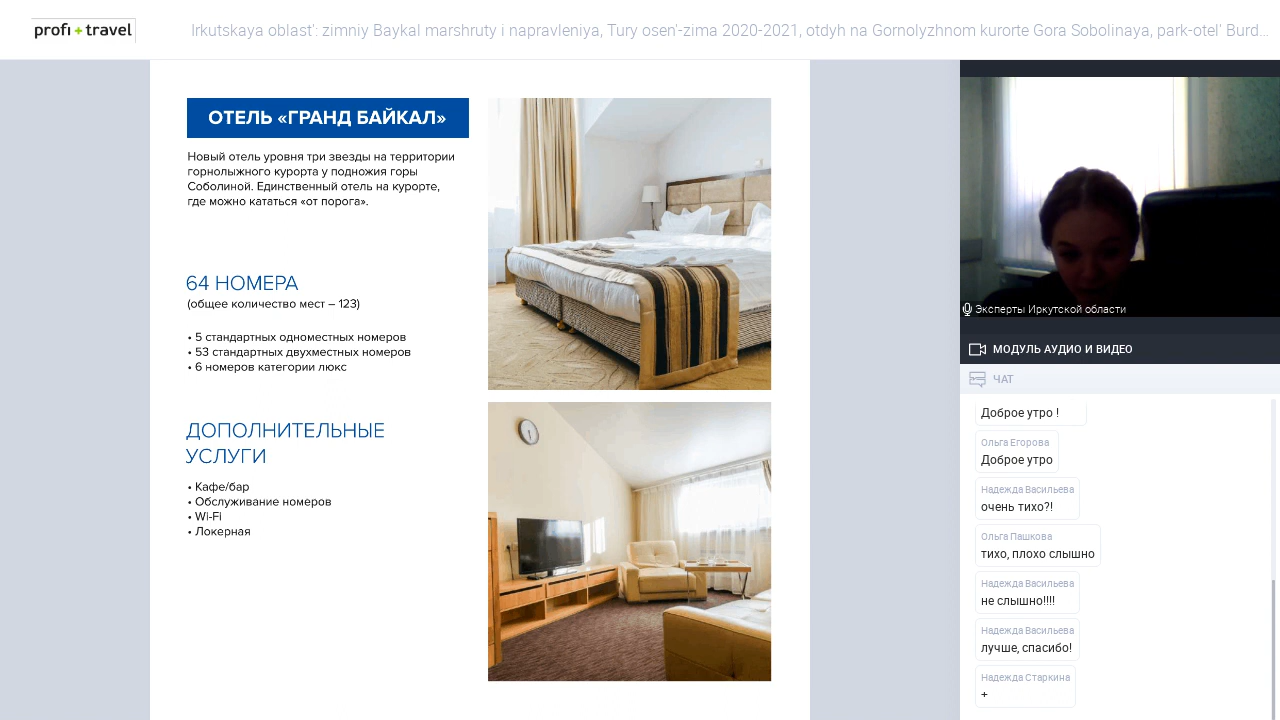 profi + travel
Irkutskaya oblast': zimniy Baykal marshruty i napravleniya, Tury osen'-zima 2020-2021, otdyh na Gornolyzhnom kurorte Gora Sobolinaya, park-otel' Burd...
ОТЕЛЬ «ГРАНД БАЙКАЛ»
Новый отель уровня три звезды на территории
горнолыжного курорта у подножия горы
Соболиной. Единственный отель на курорте,
где можно кататься «от порога».
64 НОМЕРА
(общее количество мест – 123)
• 5 стандартных одноместных номеров
• 53 стандартных двухместных номеров
• 6 номеров категории люкс
ДОПОЛНИТЕЛЬНЫЕ
УСЛУГИ
• Кафе/бар
• Обслуживание номеров
• Wi-Fi
• Локерная
Эксперты Иркутской области
МОДУЛЬ АУДИО И ВИДЕО
ЧАТ
Доброе утро !
Ольга Егорова
Доброе утро
Надежда Васильева
очень тихо?!
Ольга Пашкова
тихо, плохо слышно
Надежда Васильева
не слышно!!!!
Надежда Васильева
лучше, спасибо!
Надежда Старкина
+